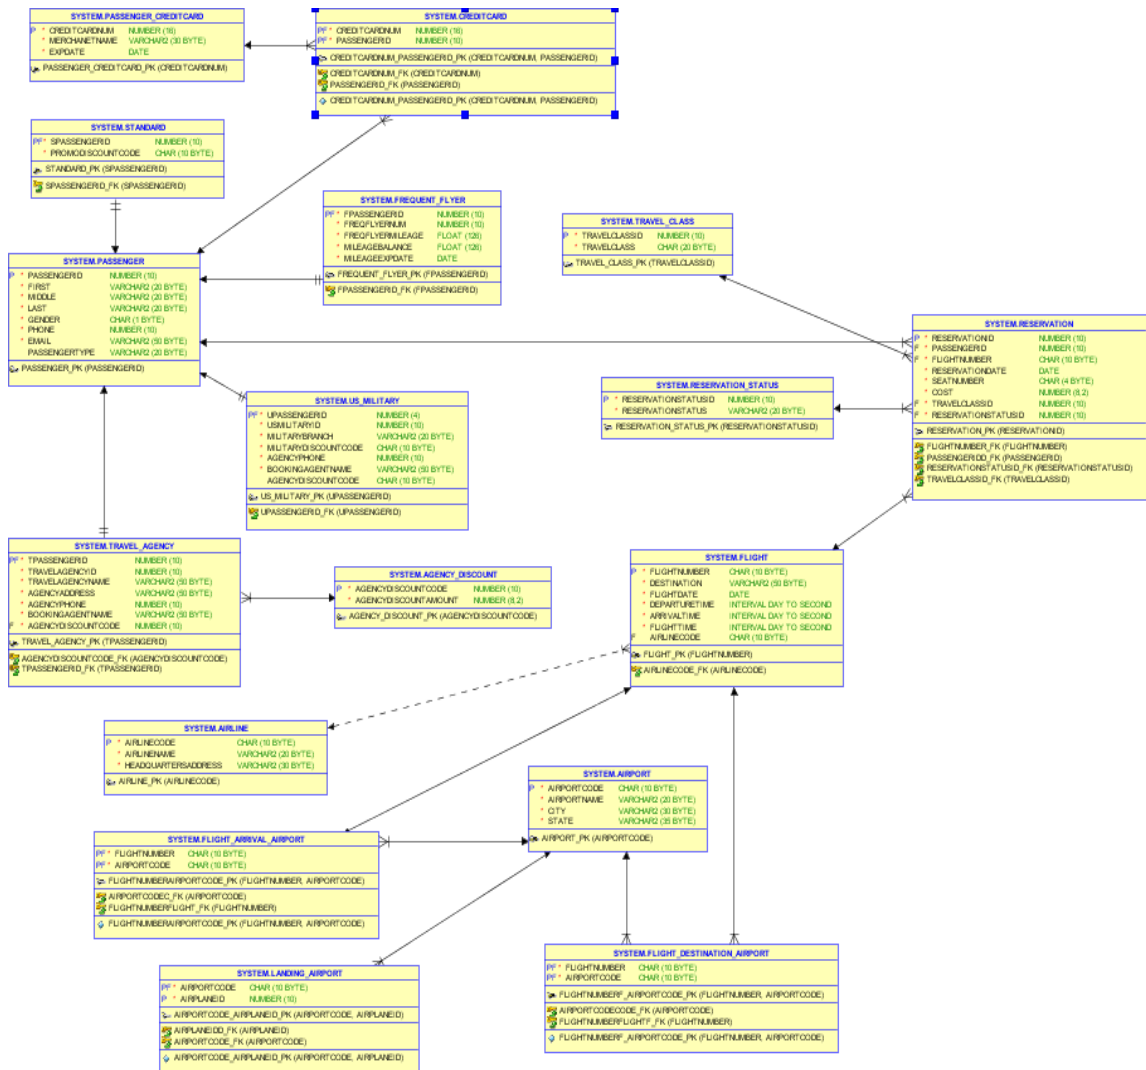 SYSTEM.PASSENGER_CREDITCARD
P * CREDITCARDNUM NUMBER (16)
* MERCHANETNAME VARCHAR2 (30 BYTE)
* EXPDATE DATE
PASSENGER_CREDITCARD_PK (CREDITCARDNUM)
SYSTEM.CREDITCARD
PF* CREDITCARDNUM NUMBER (16)
PF* PASSENGERID NUMBER (10)
CREDITCARDNUM_PASSENGERID_PK (CREDITCARDNUM, PASSENGERID)
CREDITCARDNUM_FK (CREDITCARDNUM)
PASSENGERID_FK (PASSENGERID)
CREDITCARDNUM_PASSENGERID_PK (CREDITCARDNUM, PASSENGERID)
SYSTEM.STANDARD
PF* SPASSENGERID NUMBER (10)
* PROMODISCOUNTCODE CHAR (10 BYTE)
STANDARD_PK (SPASSENGERID)
SPASSENGERID_FK (SPASSENGERID)
SYSTEM.FREQUENT_FLYER
PF* FPASSENGERID NUMBER (10)
* FREQFLYERNUM NUMBER (10)
* FREQFLYERMILEAGE FLOAT (126)
* MILEAGEBALANCE FLOAT (126)
* MILEAGEEXPDATE DATE
FREQUENT_FLYER_PK (FPASSENGERID)
FPASSENGERID_FK (FPASSENGERID)
SYSTEM.TRAVEL_CLASS
P * TRAVELCLASSID NUMBER (10)
* TRAVELCLASS CHAR (20 BYTE)
TRAVEL_CLASS_PK (TRAVELCLASSID)
SYSTEM.PASSENGER
P * PASSENGERID NUMBER (10)
* FIRST VARCHAR2 (20 BYTE)
* MIDDLE VARCHAR2 (20 BYTE)
* LAST VARCHAR2 (20 BYTE)
* GENDER CHAR (1 BYTE)
* PHONE NUMBER (10)
* EMAIL VARCHAR2 (50 BYTE)
PASSENGERTYPE VARCHAR2 (20 BYTE)
PASSENGER_PK (PASSENGERID)
SYSTEM.RESERVATION
P * RESERVATIONID NUMBER (10)
F * PASSENGERID NUMBER (10)
F * FLIGHTNUMBER CHAR (10 BYTE)
* RESERVATIONDATE DATE
* SEATNUMBER CHAR (4 BYTE)
* COST NUMBER (8,2)
F * TRAVELCLASSID NUMBER (10)
F * RESERVATIONSTATUSID NUMBER (10)
RESERVATION_PK (RESERVATIONID)
FLIGHTNUMBER_FK (FLIGHTNUMBER)
PASSENGERIDD_FK (PASSENGERID)
RESERVATIONSTATUSID_FK (RESERVATIONSTATUSID)
TRAVELCLASSID_FK (TRAVELCLASSID)
SYSTEM.RESERVATION_STATUS
P * RESERVATIONSTATUSID NUMBER (10)
* RESERVATIONSTATUS VARCHAR2 (20 BYTE)
RESERVATION_STATUS_PK (RESERVATIONSTATUSID)
SYSTEM.US_MILITARY
PF* UPASSENGERID NUMBER (4)
* USMILITARYID NUMBER (10)
* MILITARYBRANCH VARCHAR2 (20 BYTE)
* MILITARYDISCOUNTCODE CHAR (10 BYTE)
* AGENCYPHONE NUMBER (10)
* BOOKINGAGENTNAME VARCHAR2 (50 BYTE)
AGENCYDISCOUNTCODE CHAR (10 BYTE)
US_MILITARY_PK (UPASSENGERID)
UPASSENGERID_FK (UPASSENGERID)
SYSTEM.TRAVEL_AGENCY
PF* TPASSENGERID NUMBER (10)
* TRAVELAGENCYID NUMBER (10)
* TRAVELAGENCYNAME VARCHAR2 (50 BYTE)
* AGENCYADDRESS VARCHAR2 (50 BYTE)
* AGENCYPHONE NUMBER (10)
* BOOKINGAGENTNAME VARCHAR2 (50 BYTE)
F * AGENCYDISCOUNTCODE NUMBER (10)
TRAVEL_AGENCY_PK (TPASSENGERID)
AGENCYDISCOUNTCODE_FK (AGENCYDISCOUNTCODE)
TPASSENGERID_FK (TPASSENGERID)
SYSTEM.AGENCY_DISCOUNT
P * AGENCYDISCOUNTCODE NUMBER (10)
* AGENCYDISCOUNTAMOUNT NUMBER (8,2)
AGENCY_DISCOUNT_PK (AGENCYDISCOUNTCODE)
SYSTEM.FLIGHT
P * FLIGHTNUMBER CHAR (10 BYTE)
* DESTINATION VARCHAR2 (50 BYTE)
* FLIGHTDATE DATE
* DEPARTURETIME INTERVAL DAY TO SECOND
* ARRIVALTIME INTERVAL DAY TO SECOND
* FLIGHTTIME INTERVAL DAY TO SECOND
F AIRLINECODE CHAR (10 BYTE)
FLIGHT_PK (FLIGHTNUMBER)
AIRLINECODE_FK (AIRLINECODE)
SYSTEM.AIRLINE
P * AIRLINECODE CHAR (10 BYTE)
* AIRLINENAME VARCHAR2 (20 BYTE)
* HEADQUARTERSADDRESS VARCHAR2 (30 BYTE)
AIRLINE_PK (AIRLINECODE)
SYSTEM.AIRPORT
P * AIRPORTCODE CHAR (10 BYTE)
* AIRPORTNAME VARCHAR2 (20 BYTE)
* CITY VARCHAR2 (30 BYTE)
* STATE VARCHAR2 (35 BYTE)
AIRPORT_PK (AIRPORTCODE)
SYSTEM.FLIGHT_ARRIVAL_AIRPORT
PF* FLIGHTNUMBER CHAR (10 BYTE)
PF* AIRPORTCODE CHAR (10 BYTE)
FLIGHTNUMBERAIRPORTCODE_PK (FLIGHTNUMBER, AIRPORTCODE)
AIRPORTCODEC_FK (AIRPORTCODE)
FLIGHTNUMBERFLIGHT_FK (FLIGHTNUMBER)
FLIGHTNUMBERAIRPORTCODE_PK (FLIGHTNUMBER, AIRPORTCODE)
SYSTEM.FLIGHT_DESTINATION_AIRPORT
PF* FLIGHTNUMBER CHAR (10 BYTE)
PF* AIRPORTCODE CHAR (10 BYTE)
FLIGHTNUMBERF_AIRPORTCODE_PK (FLIGHTNUMBER, AIRPORTCODE)
AIRPORTCODECODE_FK (AIRPORTCODE)
FLIGHTNUMBERFLIGHTF_FK (FLIGHTNUMBER)
FLIGHTNUMBERF_AIRPORTCODE_PK (FLIGHTNUMBER, AIRPORTCODE)
SYSTEM.LANDING_AIRPORT
PF* AIRPORTCODE CHAR (10 BYTE)
P * AIRPLANEID NUMBER (10)
AIRPORTCODE_AIRPLANEID_PK (AIRPORTCODE, AIRPLANEID)
AIRPLANEIDD_FK (AIRPLANEID)
AIRPORTCODE_FK (AIRPORTCODE)
AIRPORTCODE_AIRPLANEID_PK (AIRPORTCODE, AIRPLANEID)